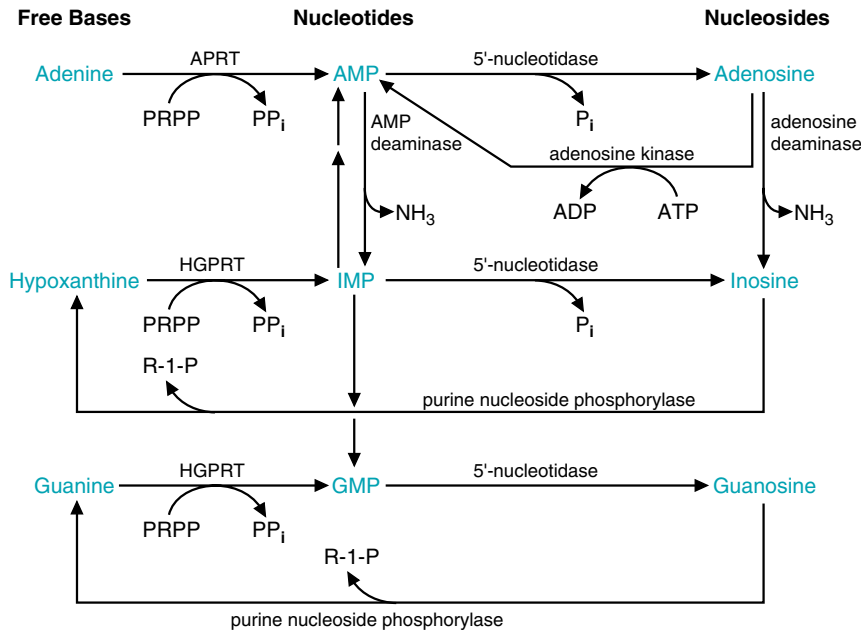 Free Bases Nucleotides Nucleosides
Adenine APRT AMP 5'-nucleotidase Adenosine
PRPP PPi AMP deaminase Pi adenosine deaminase
adenosine kinase
NH3 ADP ATP NH3
Hypoxanthine HGPRT IMP 5'-nucleotidase Inosine
PRPP PPi Pi
R-1-P
purine nucleoside phosphorylase
Guanine HGPRT GMP 5'-nucleotidase Guanosine
PRPP PPi
R-1-P
purine nucleoside phosphorylase